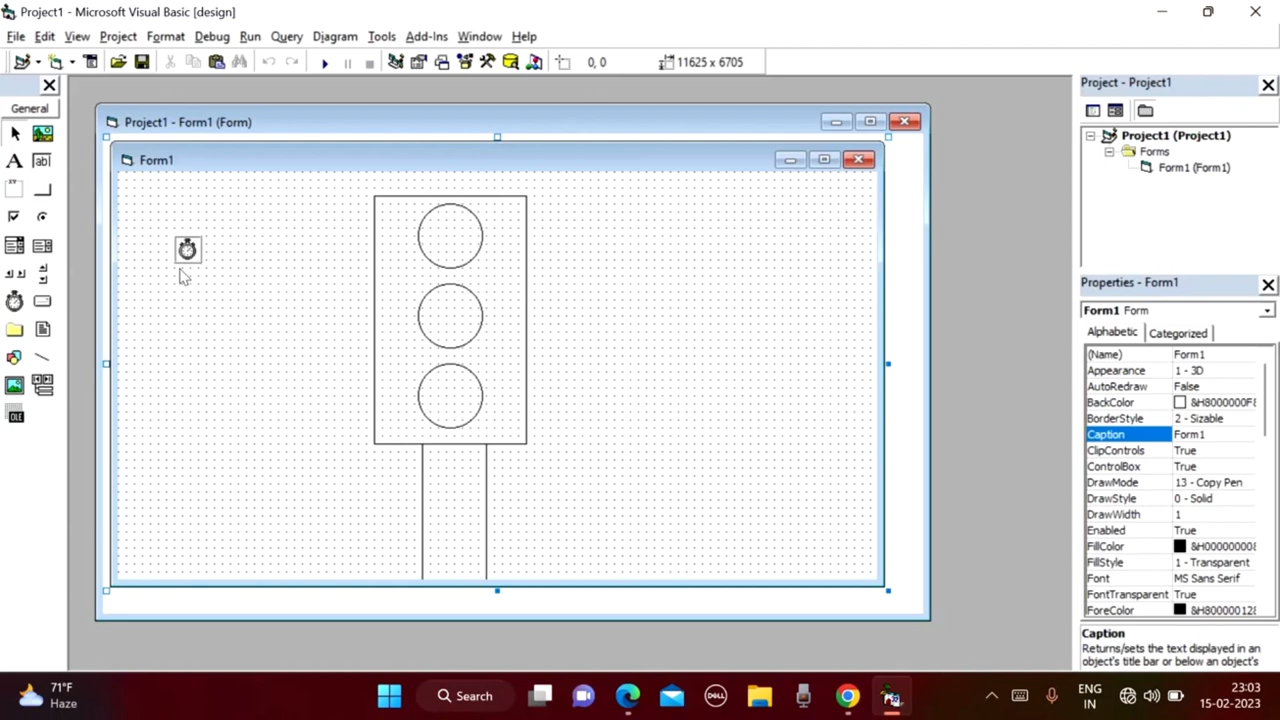 Project1 - Microsoft Visual Basic [design]
File Edit View Project Format Debug Run Query Diagram Tools Add-Ins Window Help
0, 0 11625 x 6705
General
A ab|
XY
OLE
Project1 - Form1 (Form)
Form1
Project - Project1
Project1 (Project1)
Forms
Form1 (Form1)
Properties - Form1
Form1 Form
Alphabetic Categorized
(Name) Form1
Appearance 1 - 3D
AutoRedraw False
BackColor &H8000000F&
BorderStyle 2 - Sizable
Caption Form1
ClipControls True
ControlBox True
DrawMode 13 - Copy Pen
DrawStyle 0 - Solid
DrawWidth 1
Enabled True
FillColor &H00000000&
FillStyle 1 - Transparent
Font MS Sans Serif
FontTransparent True
ForeColor &H80000012&
Caption
Returns/sets the text displayed in
an object's title bar or below an object's
71°F
Haze
Search
DELL
ENG
IN
23:03
15-02-2023